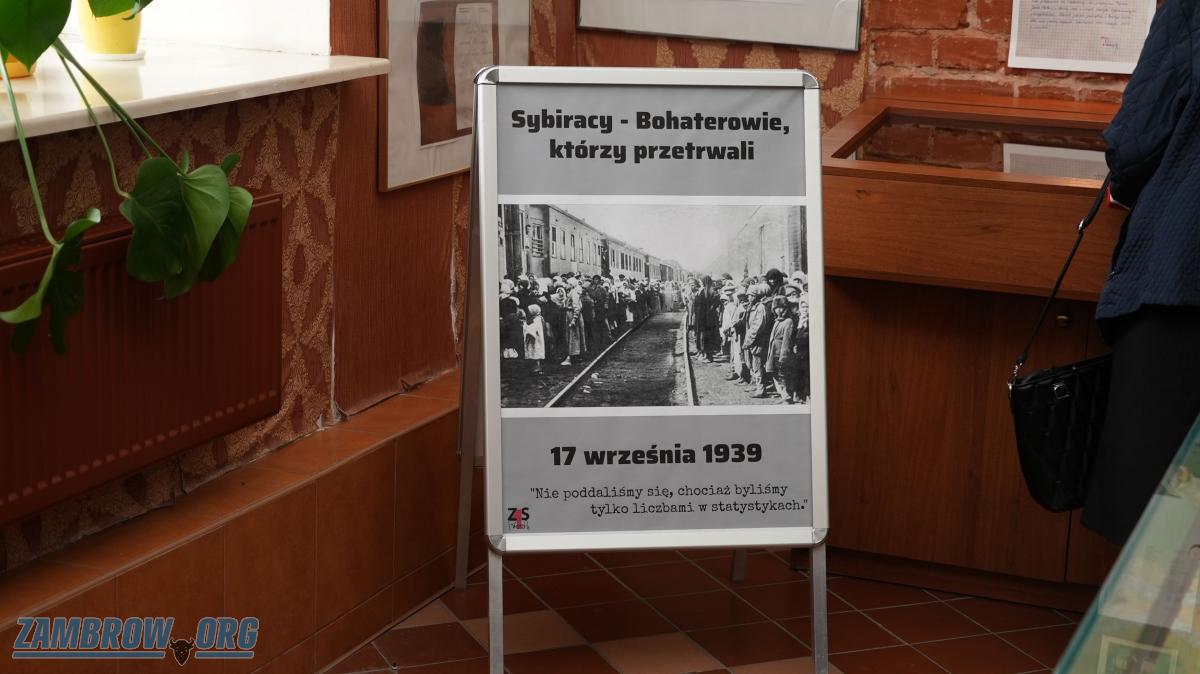 Sybiracy - Bohaterowie,
którzy przetrwali
17 września 1939
"Nie poddaliśmy się, chociaż byliśmy
tylko liczbami w statystykach."
ZAMBROW.ORG